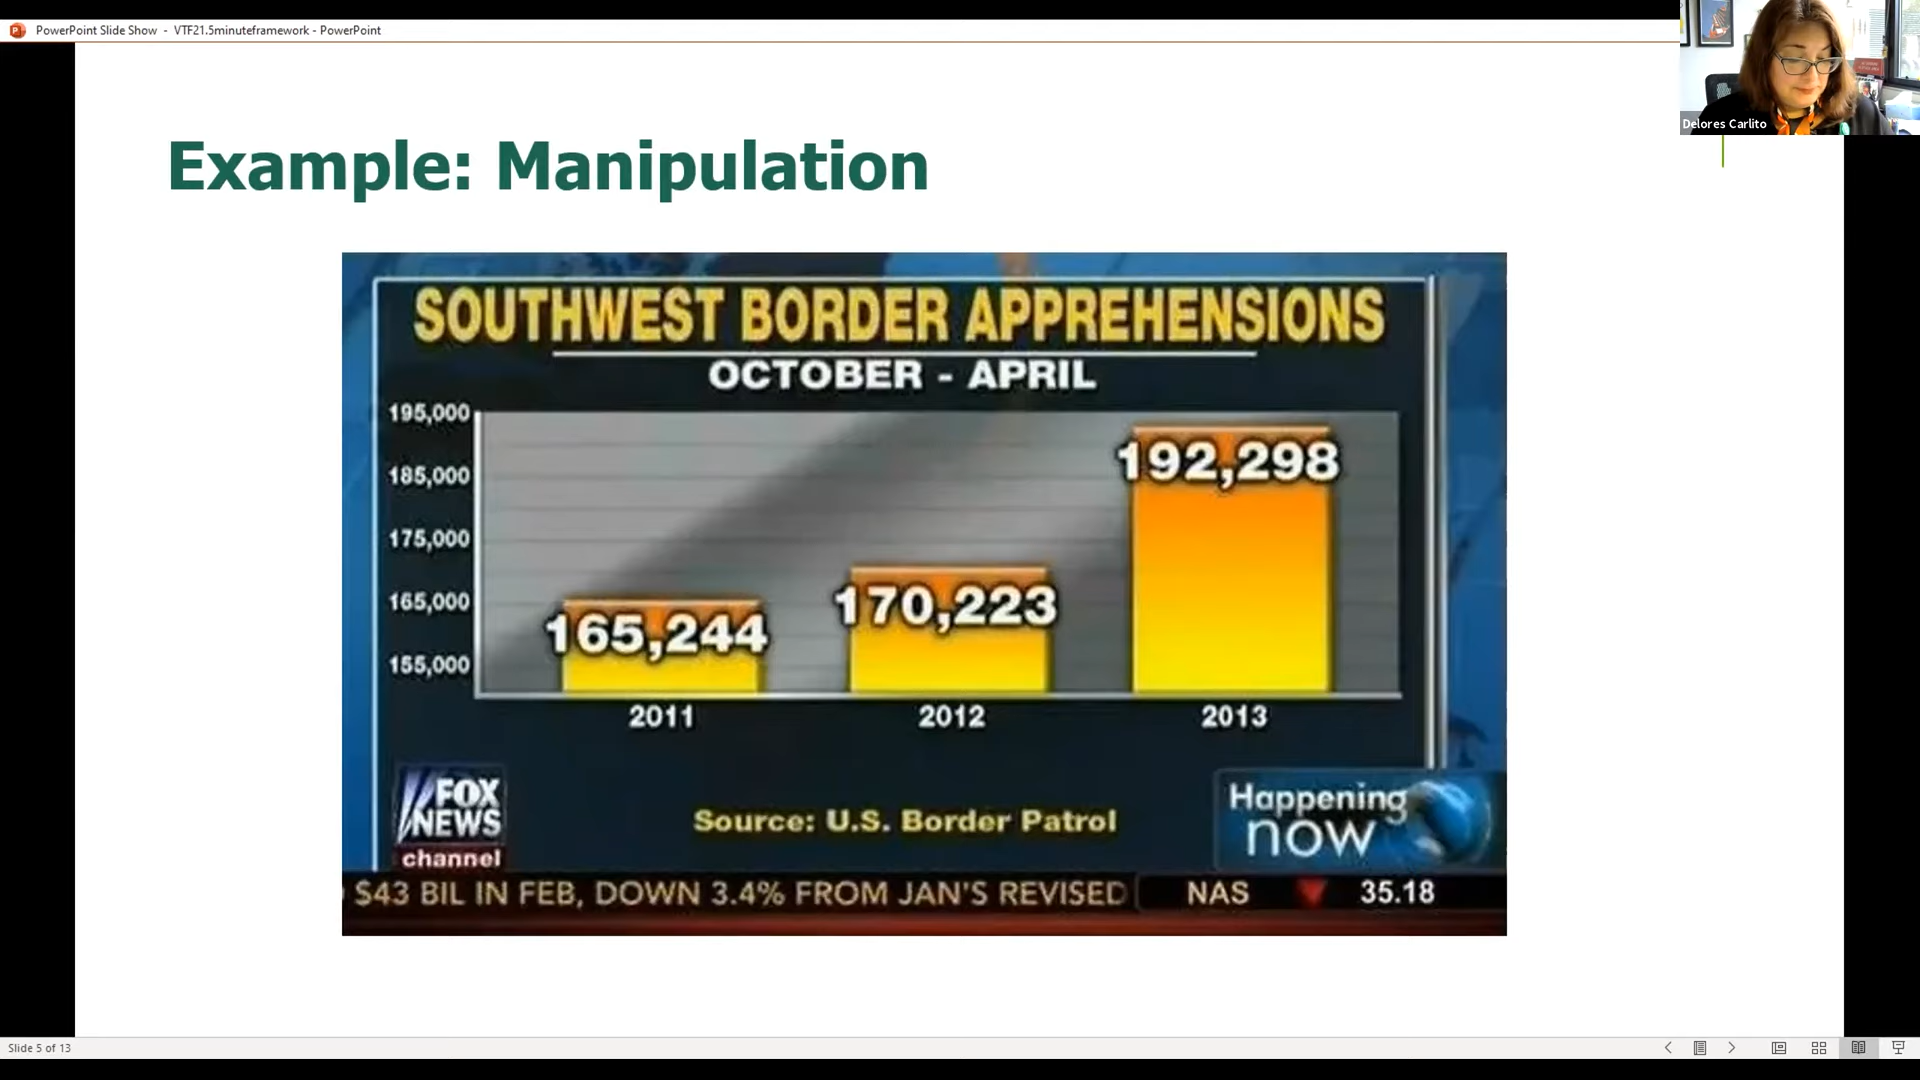 PowerPoint Slide Show - VTF21.5minuteframework - PowerPoint
Delores Carlito
Example: Manipulation
SOUTHWEST BORDER APPREHENSIONS
OCTOBER - APRIL
195,000
185,000
175,000
165,000
155,000
165,244
170,223
192,298
2011
2012
2013
FOX
NEWS
channel
Source: U.S. Border Patrol
Happening
now
$43 BIL IN FEB, DOWN 3.4% FROM JAN'S REVISED
NAS 35.18
Slide 5 of 13